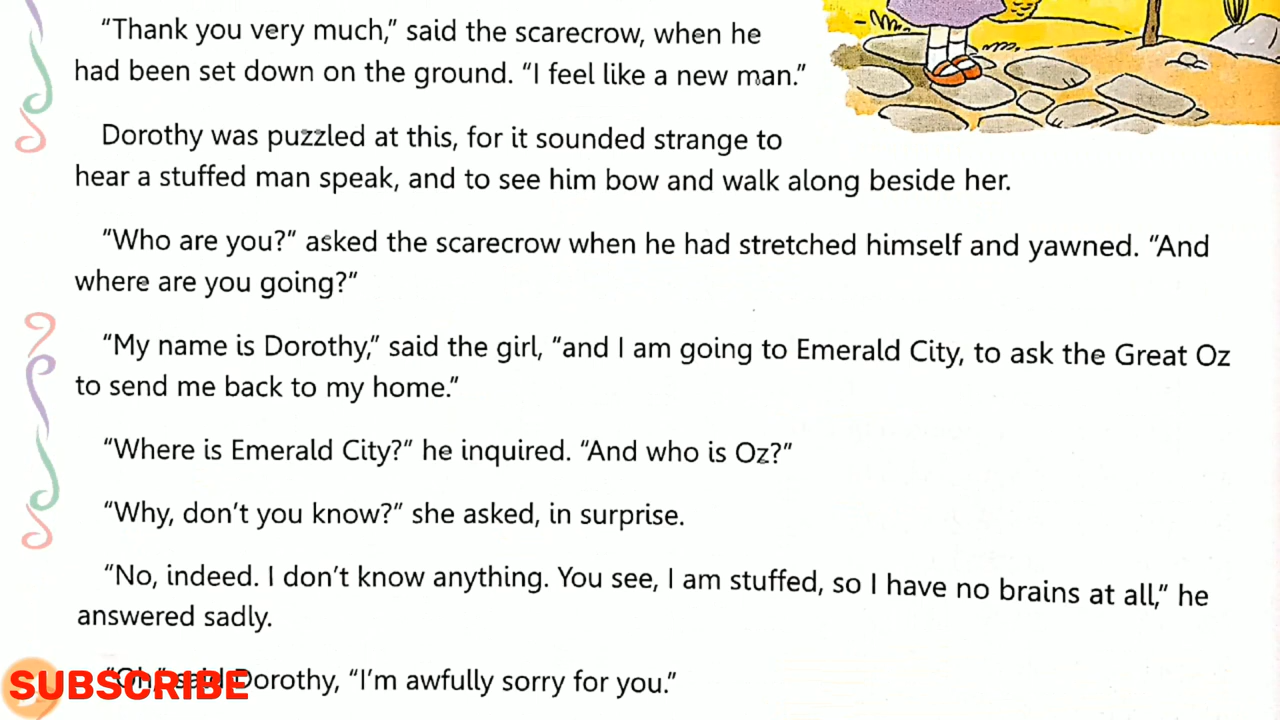 “Thank you very much,” said the scarecrow, when he
had been set down on the ground. “I feel like a new man.”
Dorothy was puzzled at this, for it sounded strange to
hear a stuffed man speak, and to see him bow and walk along beside her.
“Who are you?” asked the scarecrow when he had stretched himself and yawned. “And
where are you going?”
“My name is Dorothy,” said the girl, “and I am going to Emerald City, to ask the Great Oz
to send me back to my home.”
“Where is Emerald City?” he inquired. “And who is Oz?”
“Why, don’t you know?” she asked, in surprise.
“No, indeed. I don’t know anything. You see, I am stuffed, so I have no brains at all,” he
answered sadly.
“Oh,” said Dorothy, “I’m awfully sorry for you.”
SUBSCRIBE